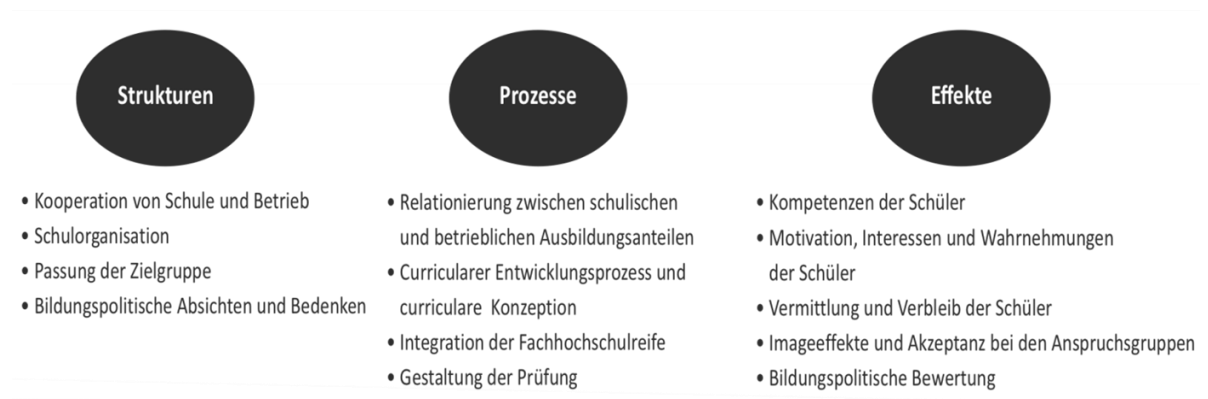 Strukturen
• Kooperation von Schule und Betrieb
• Schulorganisation
• Passung der Zielgruppe
• Bildungspolitische Absichten und Bedenken
Prozesse
• Relationierung zwischen schulischen
und betrieblichen Ausbildungsanteilen
• Curricularer Entwicklungsprozess und
curriculare Konzeption
• Integration der Fachhochschulreife
• Gestaltung der Prüfung
Effekte
• Kompetenzen der Schüler
• Motivation, Interessen und Wahrnehmungen
der Schüler
• Vermittlung und Verbleib der Schüler
• Imageeffekte und Akzeptanz bei den Anspruchsgruppen
• Bildungspolitische Bewertung